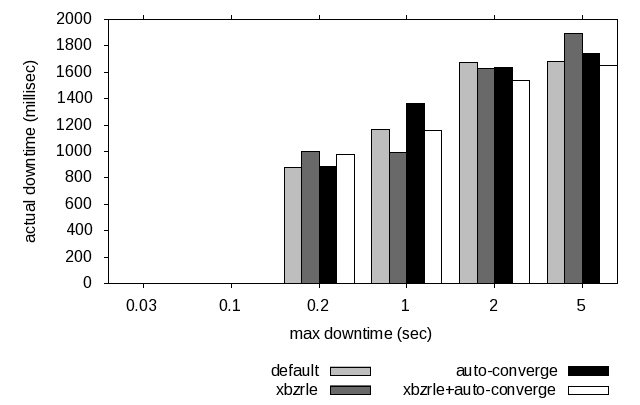 2000
1800
1600
1400
1200
1000
800
600
400
200
0
actual downtime (millisec)
0.03 0.1 0.2 1 2 5
max downtime (sec)
default auto-converge
xbzrle xbzrle+auto-converge